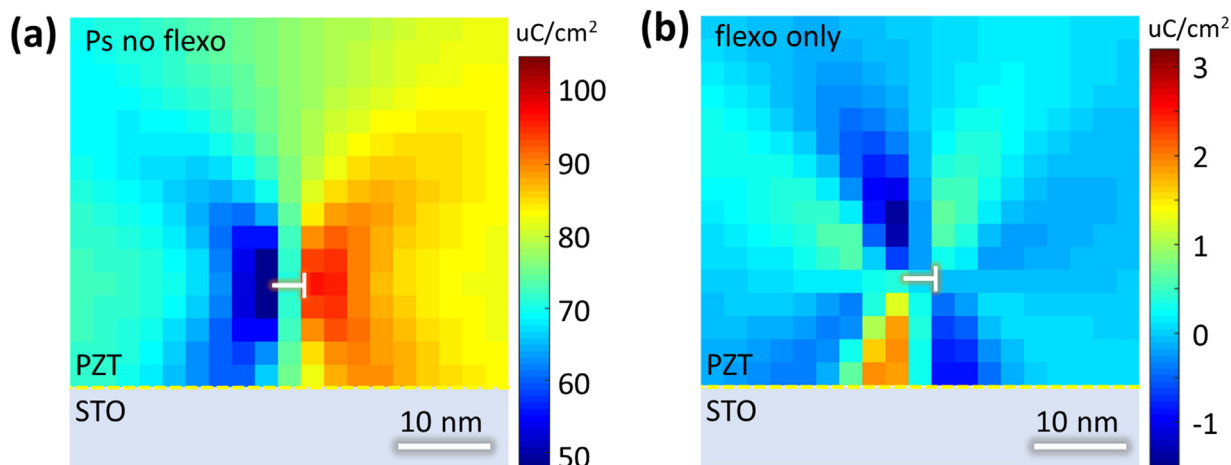 (a)
Ps no flexo
uC/cm²
100
90
80
70
60
50
PZT
STO
10 nm
(b)
flexo only
uC/cm²
3
2
1
0
-1
PZT
STO
10 nm